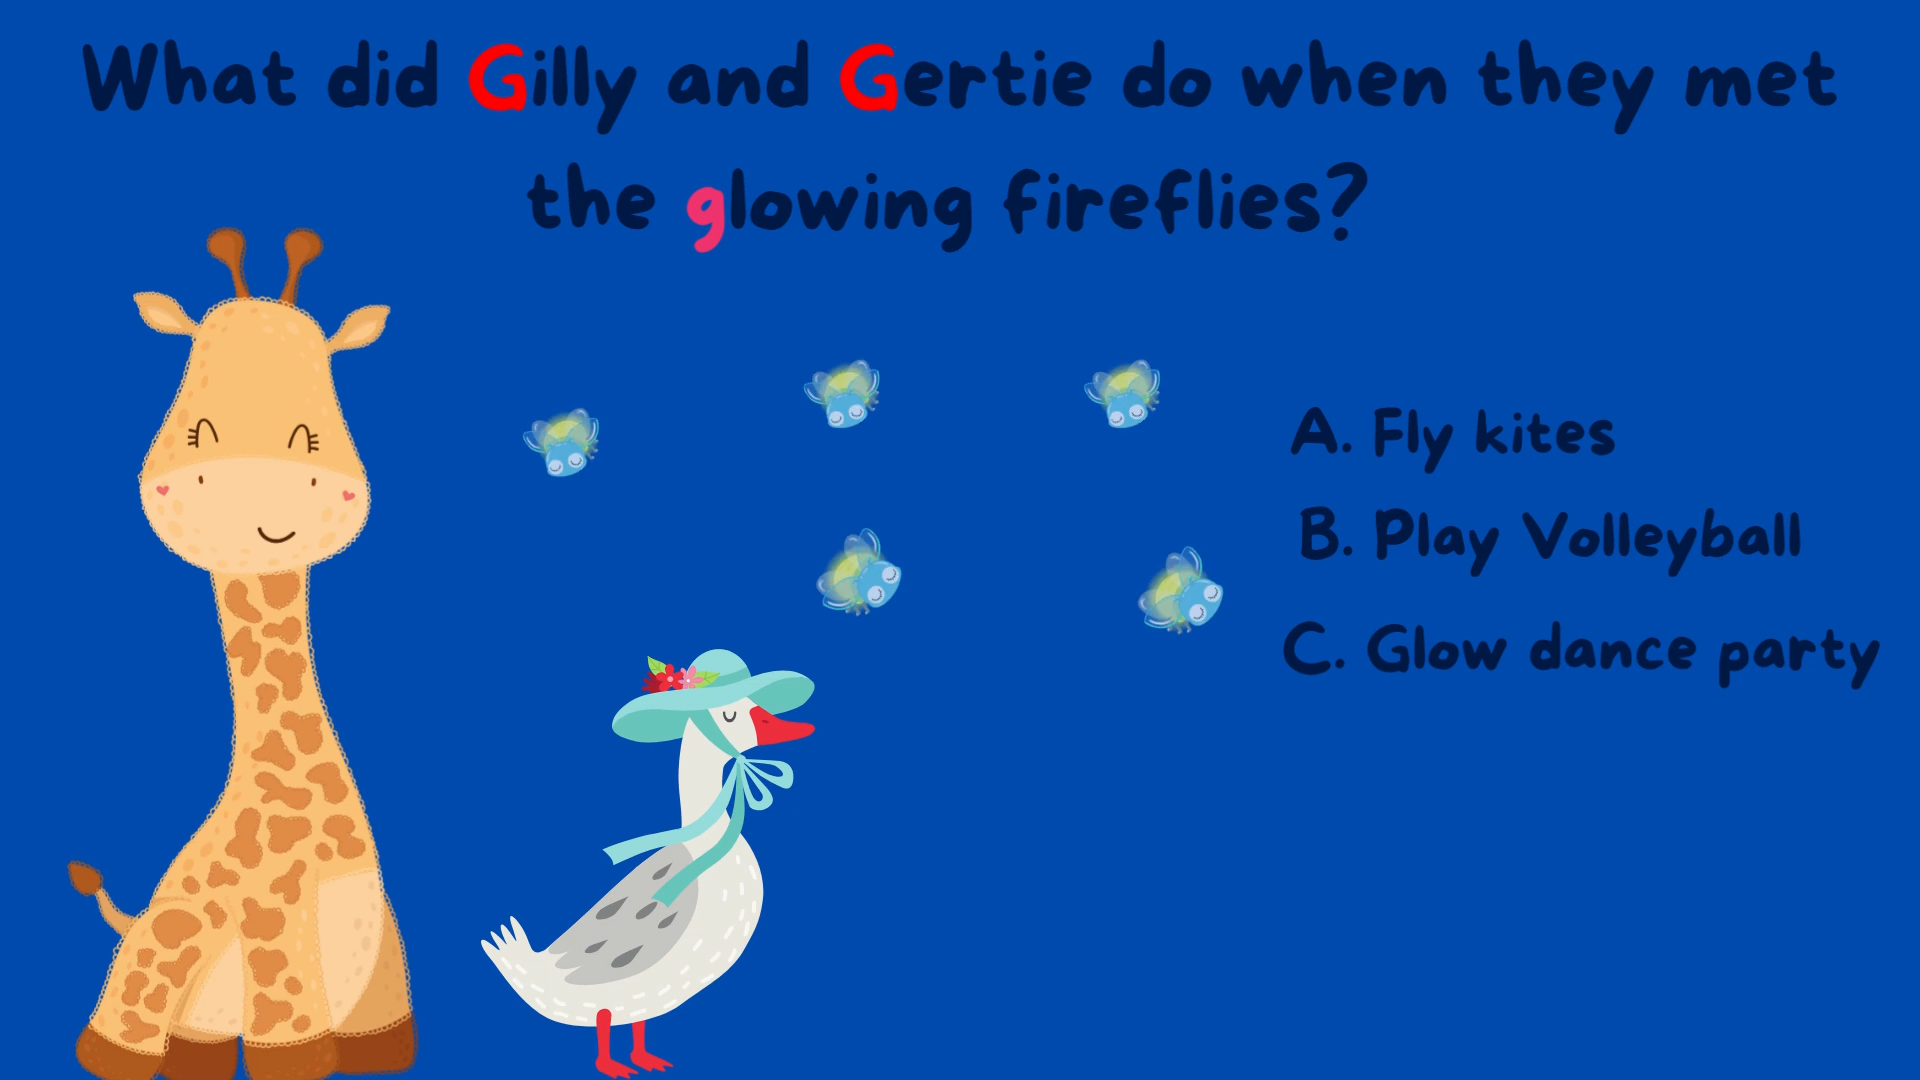 What did Gilly and Gertie do when they met
the glowing fireflies?
A. Fly kites
B. Play Volleyball
C. Glow dance party